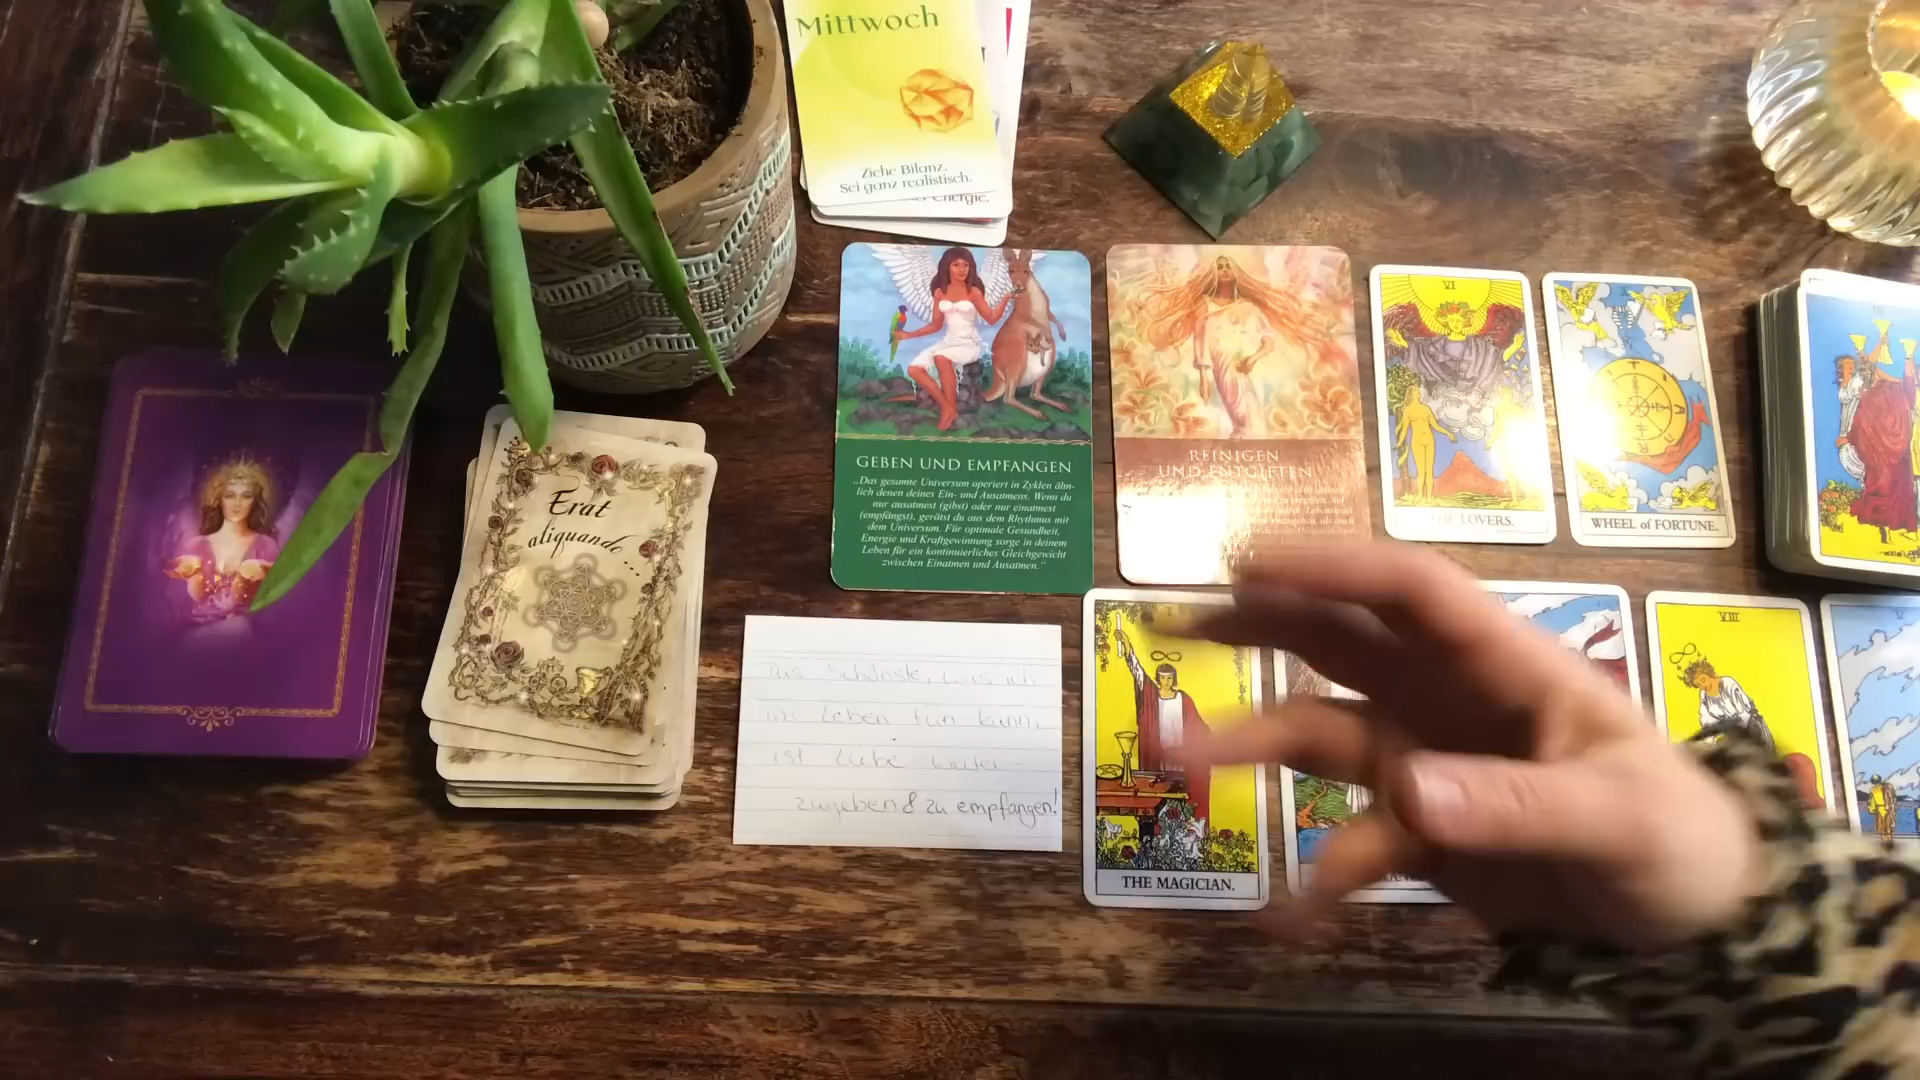 Mittwoch
Ziehe Bilanz.
Sei ganz realistisch.
Energie.
GEBEN UND EMPFANGEN
„Das gesamte Universum operiert in Zyklen ähn-
lich denen deines Ein- und Ausatmens. Wenn du
nur ausatmest (gibst) oder nur einatmest
(empfängst), gerätst du aus dem Rhythmus mit
dem Universum. Für optimale Gesundheit,
Energie und Kraftgewinnung sorge in deinem
Leben für ein kontinuierliches Gleichgewicht
zwischen Einatmen und Ausatmen.“
REINIGEN
UND ENTGIFTEN
VI
LOVERS.
WHEEL of FORTUNE.
Erat
aliquando...
Das Schönste, was ich
im Leben tun kann,
ist Liebe weiter-
zugeben & zu empfangen!
I
THE MAGICIAN.
VIII